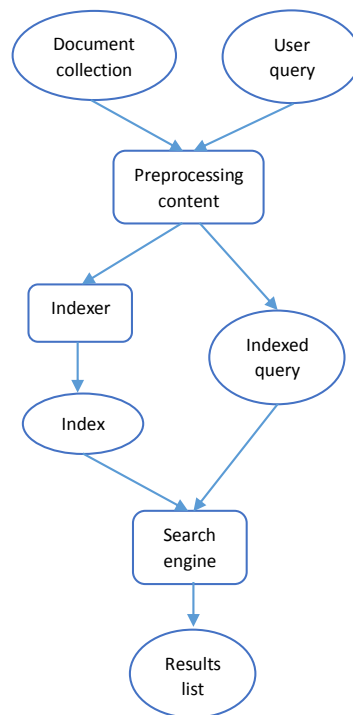 Document
collection
User
query
Preprocessing
content
Indexer
Indexed
query
Index
Search
engine
Results
list